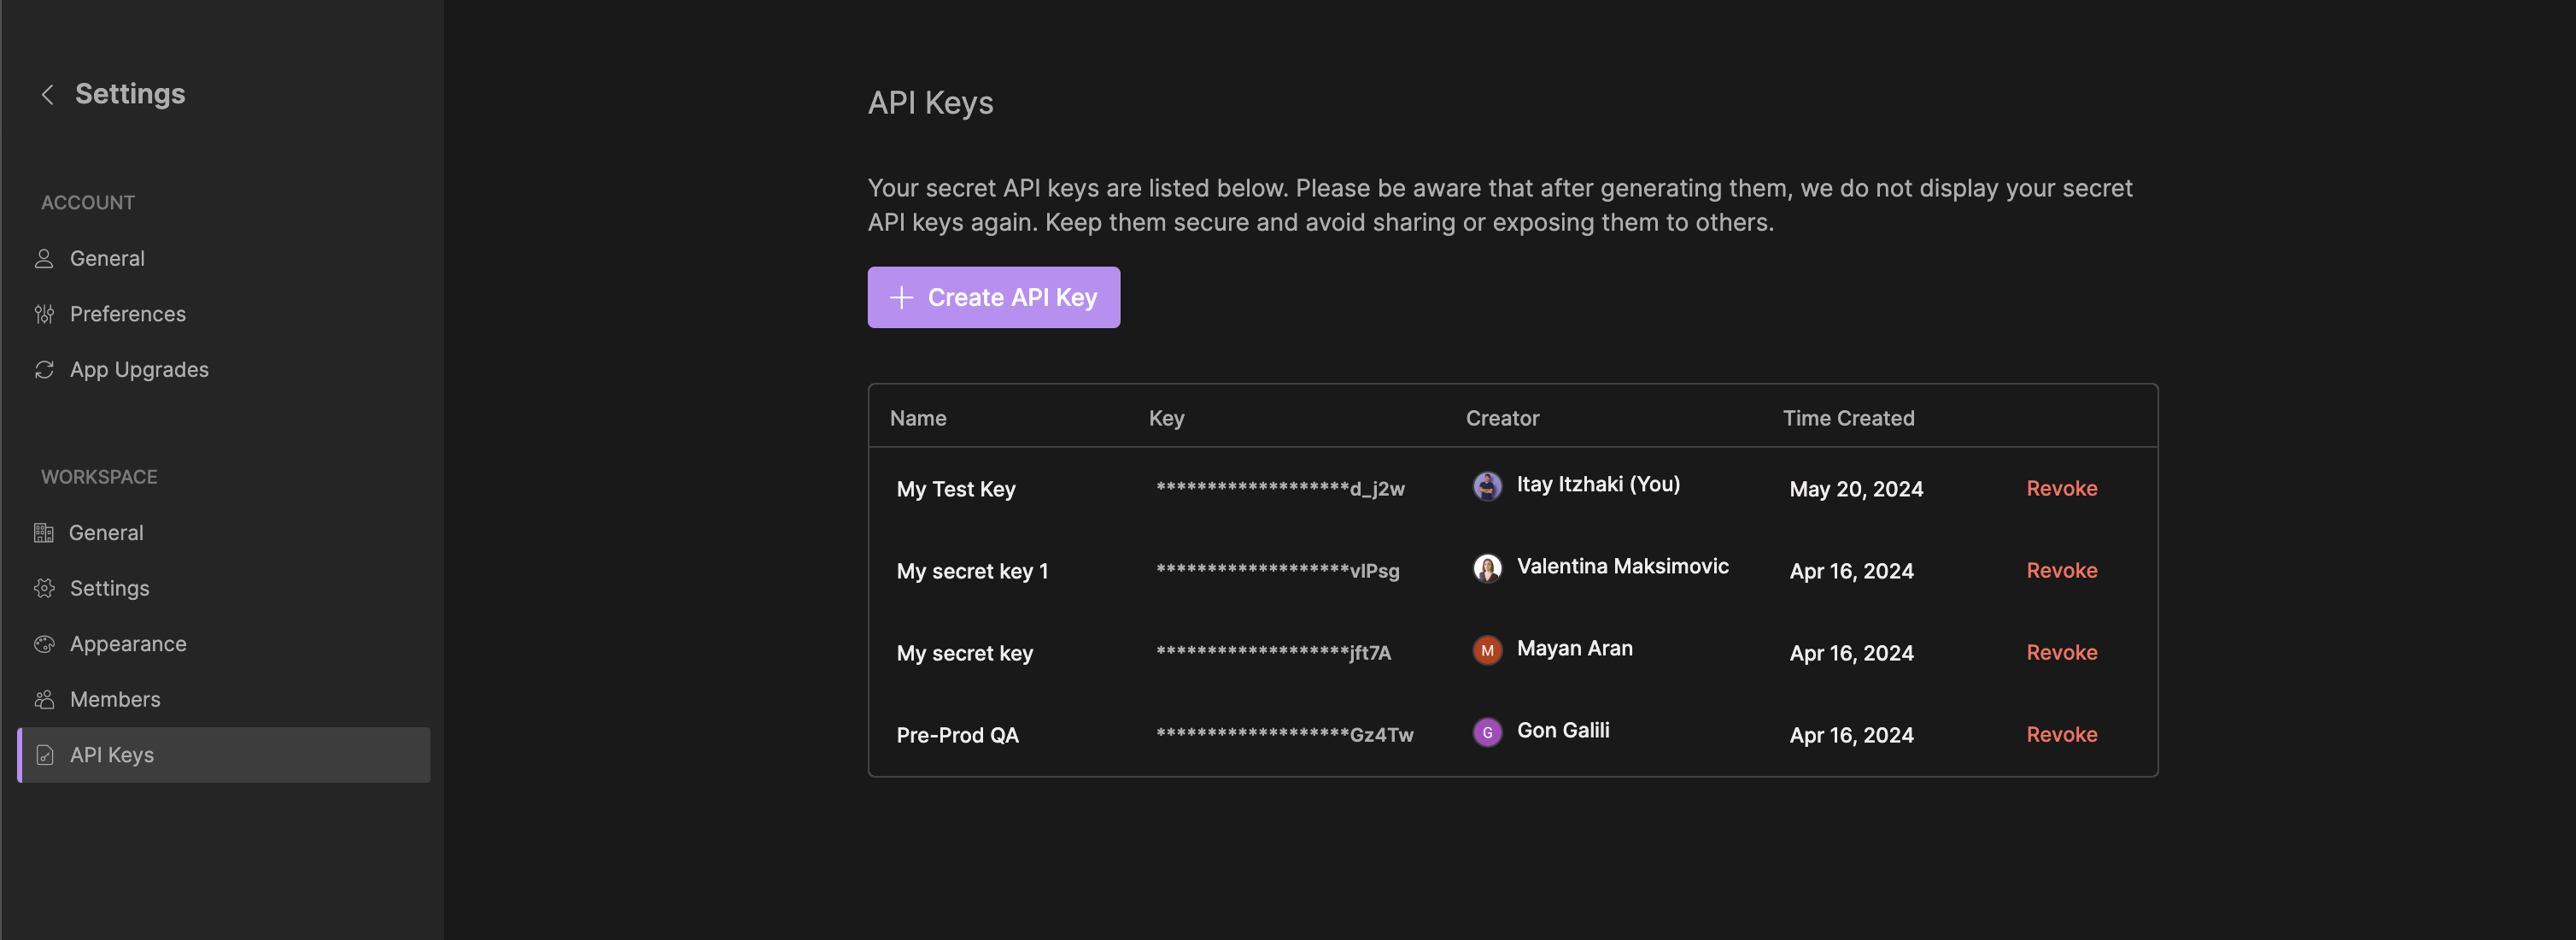 Settings
ACCOUNT
General
Preferences
App Upgrades
WORKSPACE
General
Settings
Appearance
Members
API Keys
API Keys
Your secret API keys are listed below. Please be aware that after generating them, we do not display your secret
API keys again. Keep them secure and avoid sharing or exposing them to others.
Create API Key
Name Key Creator Time Created
My Test Key *******************d_j2w Itay Itzhaki (You) May 20, 2024 Revoke
My secret key 1 *******************vIPsg Valentina Maksimovic Apr 16, 2024 Revoke
My secret key *******************jft7A M Mayan Aran Apr 16, 2024 Revoke
Pre-Prod QA *******************Gz4Tw G Gon Galili Apr 16, 2024 Revoke